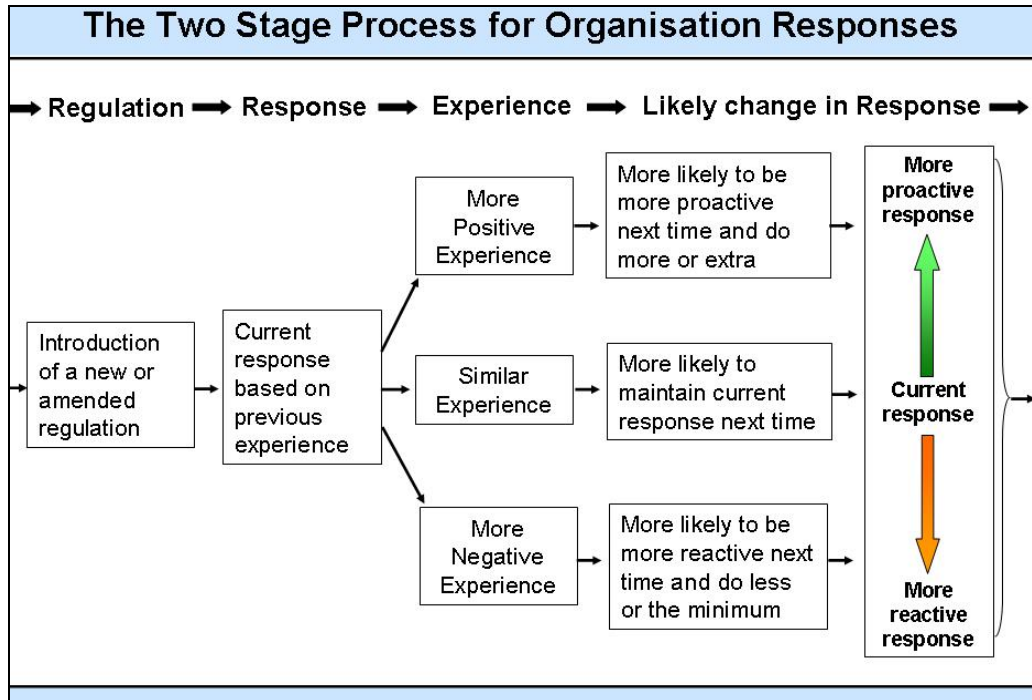 The Two Stage Process for Organisation Responses
Regulation
Response
Experience
Likely change in Response
Introduction
of a new or
amended
regulation
Current
response
based on
previous
experience
More
Positive
Experience
More likely to be
more proactive
next time and do
more or extra
Similar
Experience
More likely to
maintain current
response next time
More
Negative
Experience
More likely to be
more reactive next
time and do less
or the minimum
More
proactive
response
Current
response
More
reactive
response